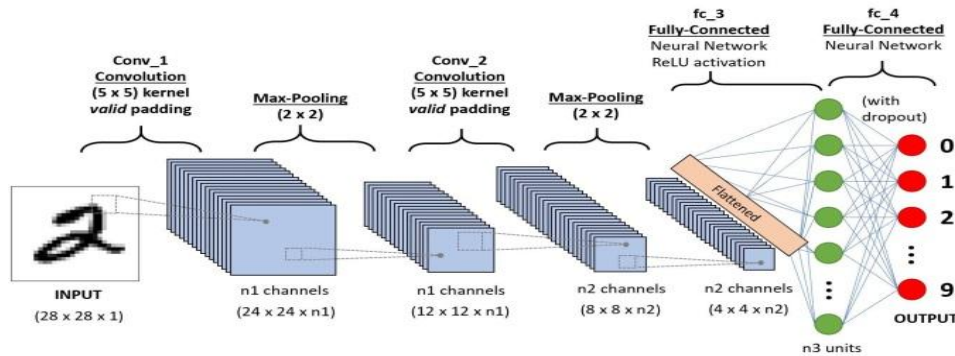 Conv_1
Convolution
(5 x 5) kernel
valid padding
Max-Pooling
(2 x 2)
Conv_2
Convolution
(5 x 5) kernel
valid padding
Max-Pooling
(2 x 2)
fc_3
Fully-Connected
Neural Network
ReLU activation
fc_4
Fully-Connected
Neural Network
(with
dropout)
Flattened
0
1
2
9
OUTPUT
INPUT
(28 x 28 x 1)
n1 channels
(24 x 24 x n1)
n1 channels
(12 x 12 x n1)
n2 channels
(8 x 8 x n2)
n2 channels
(4 x 4 x n2)
n3 units
2